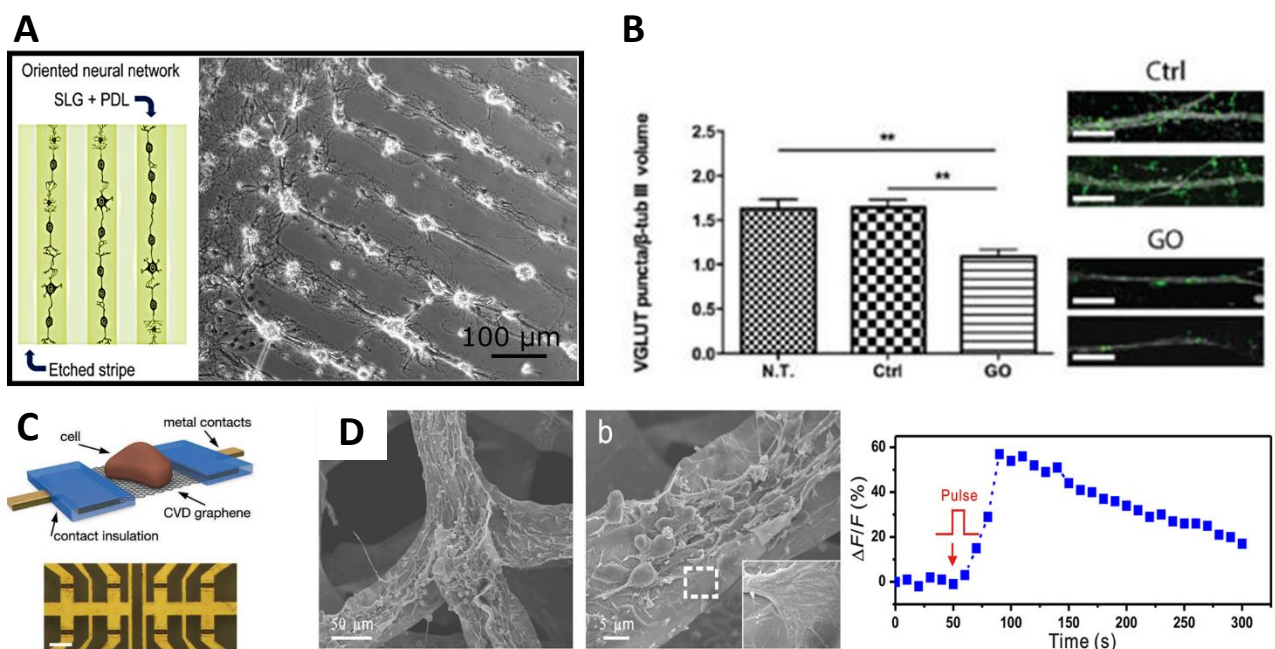 A
Oriented neural network
SLG + PDL
Etched stripe
100 µm
B
VGLUT puncta/β-tub III volume
2.5
2.0
1.5
1.0
0.5
0.0
**
**
N.T.
Ctrl
GO
Ctrl
GO
C
cell
metal contacts
CVD graphene
contact insulation
D
50 µm
b
5 µm
ΔF/F (%)
60
40
20
0
Pulse
0
50
100
150
200
250
300
Time (s)